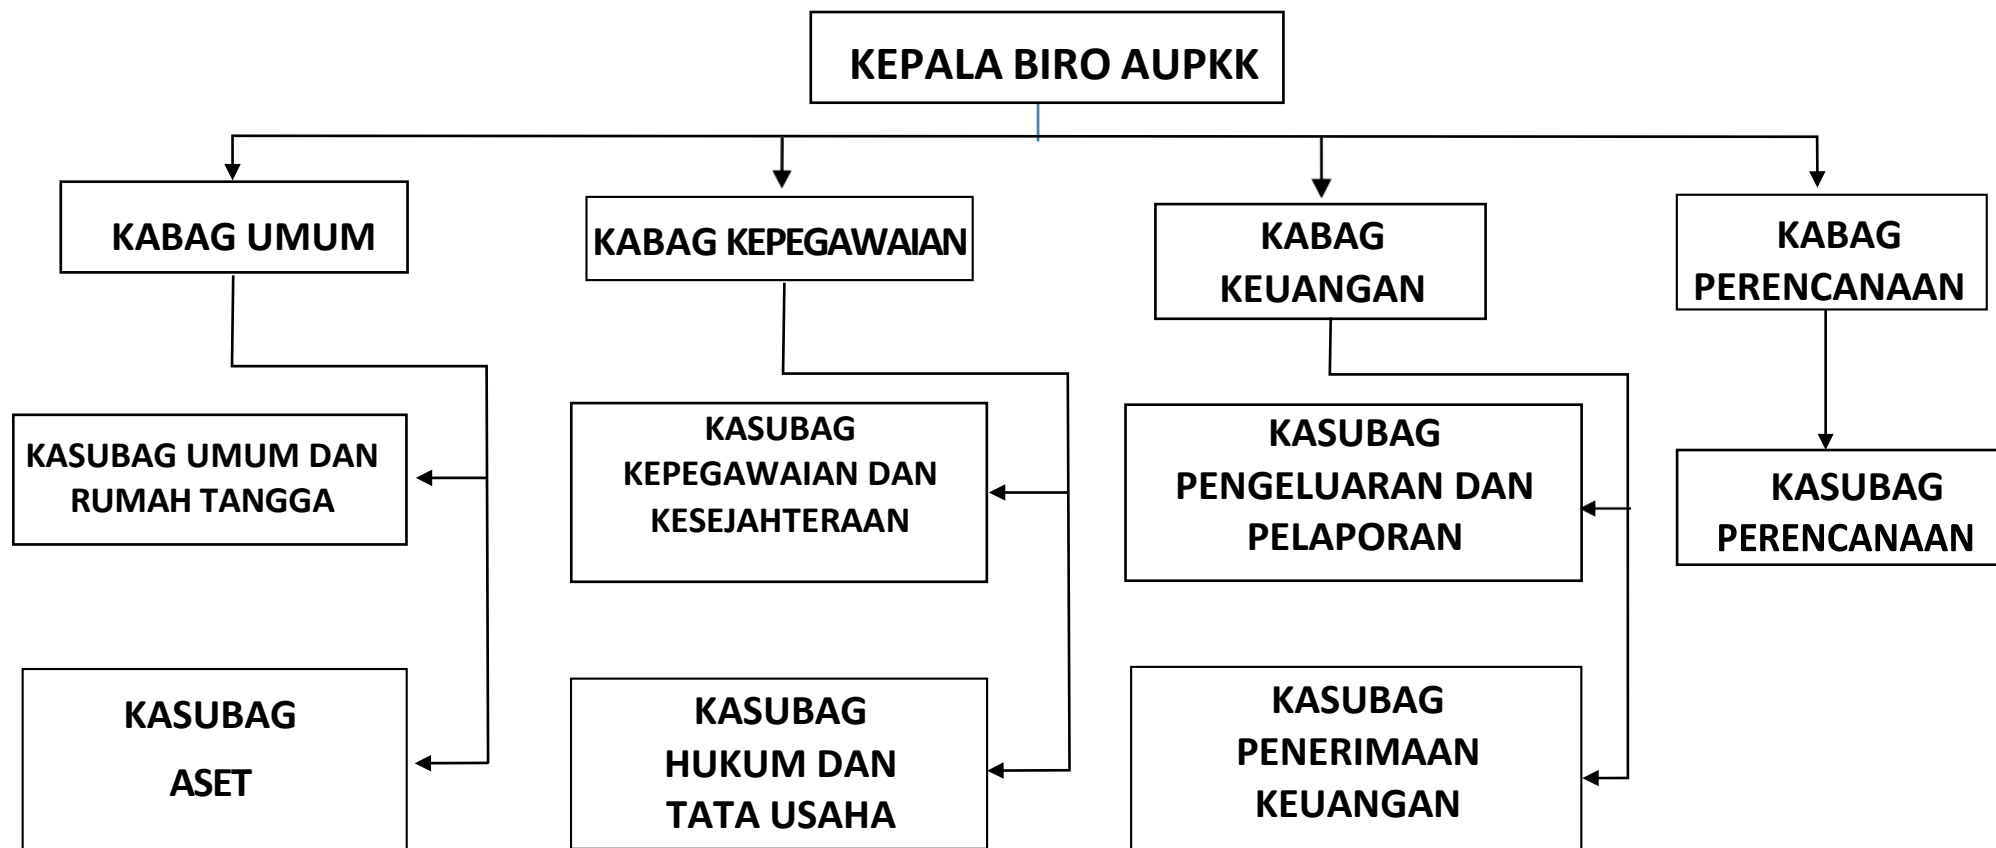 KEPALA BIRO AUPKK
KABAG UMUM
KABAG KEPEGAWAIAN
KABAG
KEUANGAN
KABAG
PERENCANAAN
KASUBAG UMUM DAN
RUMAH TANGGA
KASUBAG
KEPEGAWAIAN DAN
KESEJAHTERAAN
KASUBAG
PENGELUARAN DAN
PELAPORAN
KASUBAG
PERENCANAAN
KASUBAG
ASET
KASUBAG
HUKUM DAN
TATA USAHA
KASUBAG
PENERIMAAN
KEUANGAN